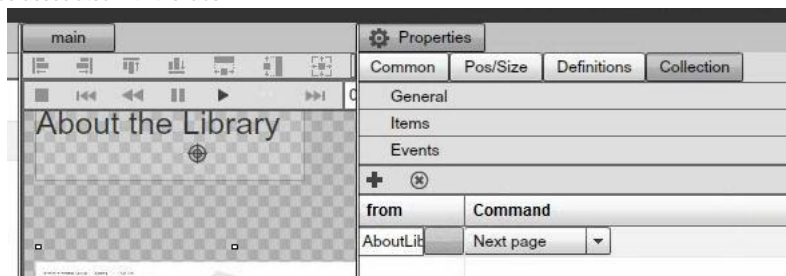 main
Properties
Common Pos/Size Definitions Collection
General
Items
Events
About the Library
from Command
AboutLib Next page